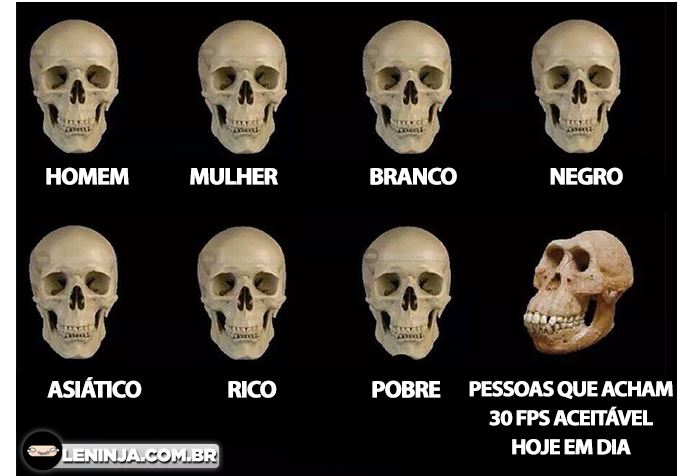 HOMEM
MULHER
BRANCO
NEGRO
ASIÁTICO
RICO
POBRE
PESSOAS QUE ACHAM
30 FPS ACEITÁVEL
HOJE EM DIA
LENINJA.COM.BR